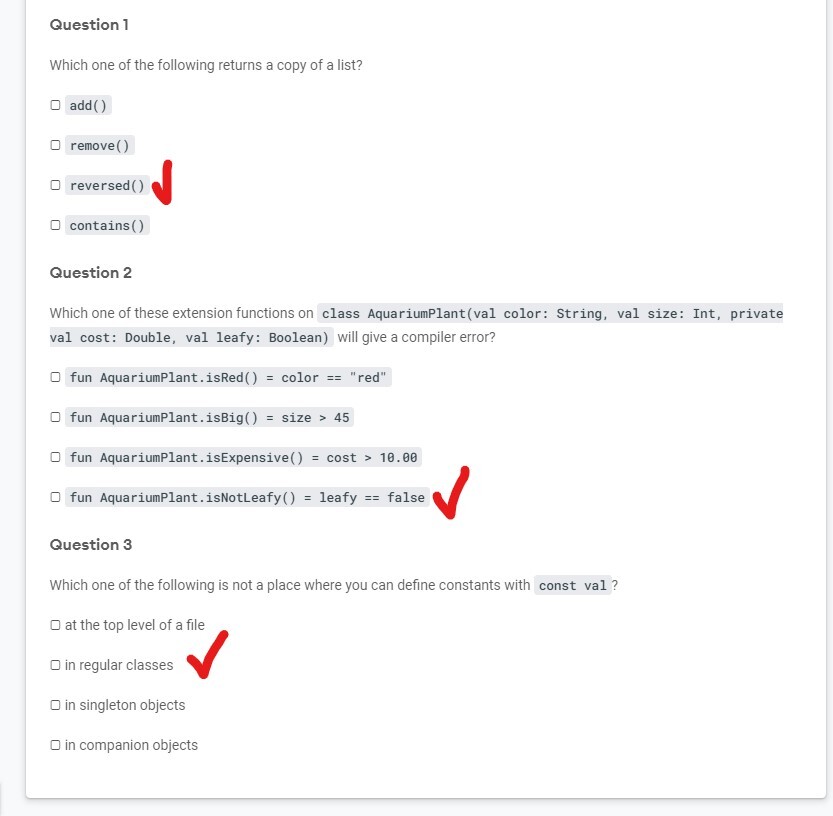 Question 1
Which one of the following returns a copy of a list?
add()
remove()
reversed()
contains()
Question 2
Which one of these extension functions on class AquariumPlant(val color: String, val size: Int, private
val cost: Double, val leafy: Boolean) will give a compiler error?
fun AquariumPlant.isRed() = color == "red"
fun AquariumPlant.isBig() = size > 45
fun AquariumPlant.isExpensive() = cost > 10.00
fun AquariumPlant.isNotLeafy() = leafy == false
Question 3
Which one of the following is not a place where you can define constants with const val ?
at the top level of a file
in regular classes
in singleton objects
in companion objects